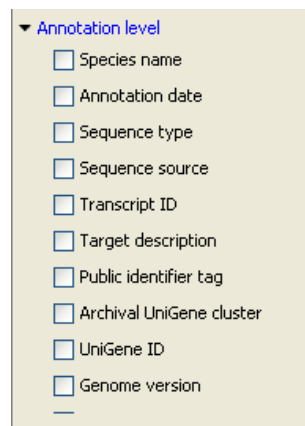 Annotation level
Species name
Annotation date
Sequence type
Sequence source
Transcript ID
Target description
Public identifier tag
Archival UniGene cluster
UniGene ID
Genome version